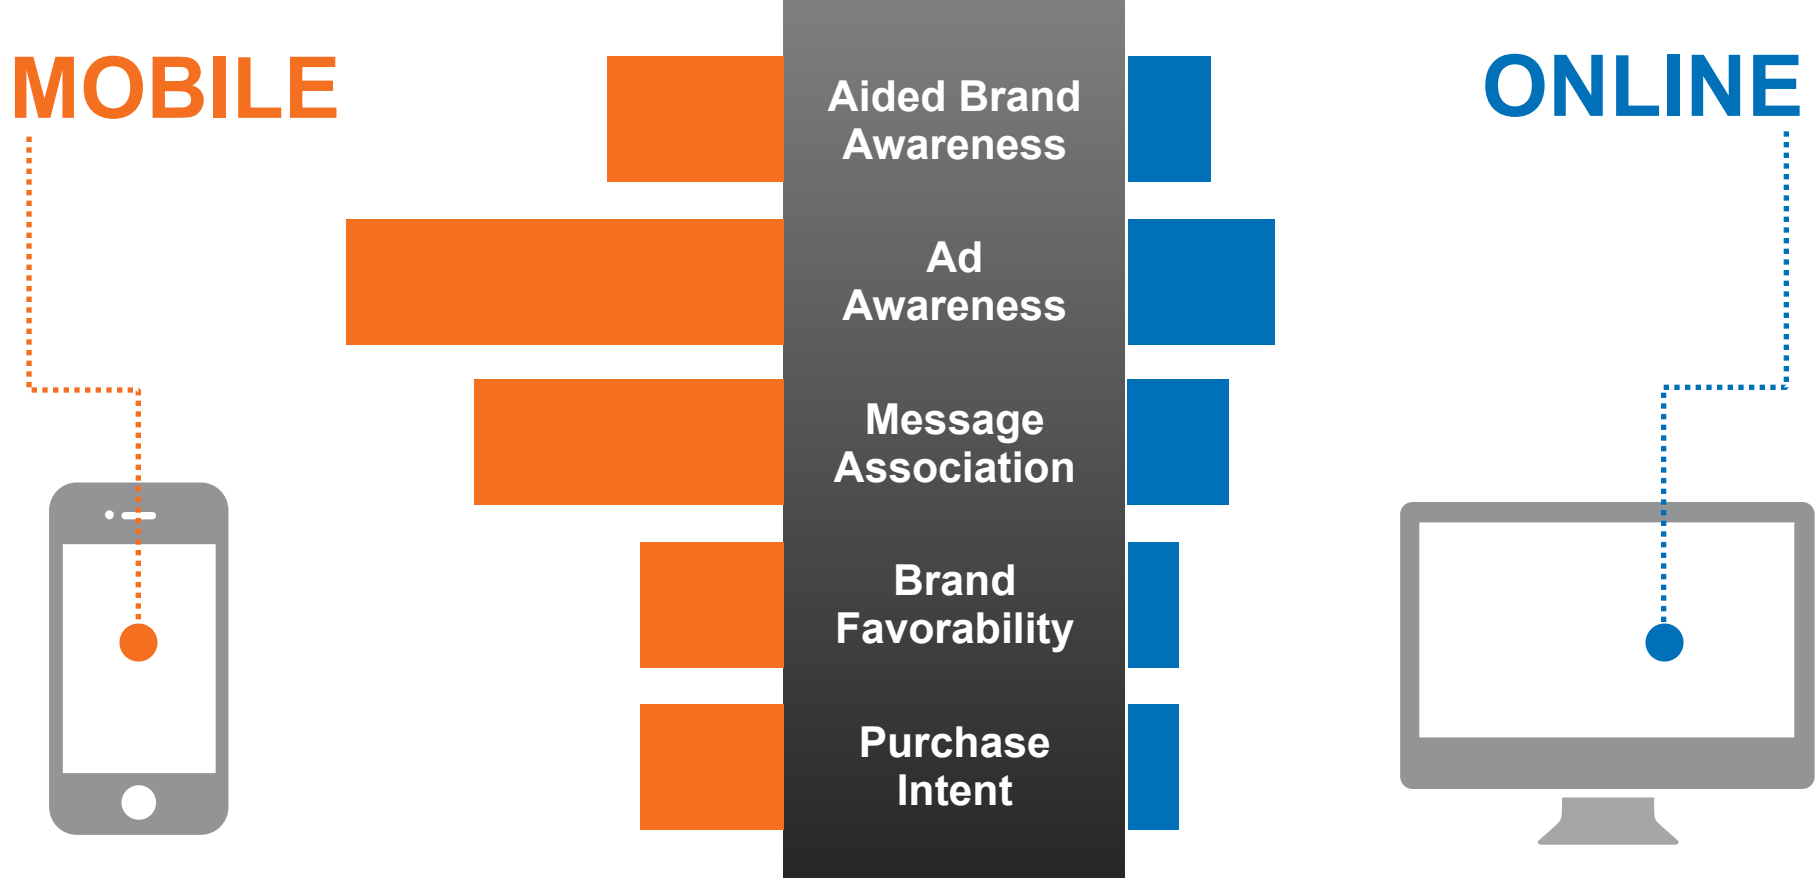 MOBILE
ONLINE
Aided Brand
Awareness
Ad
Awareness
Message
Association
Brand
Favorability
Purchase
Intent